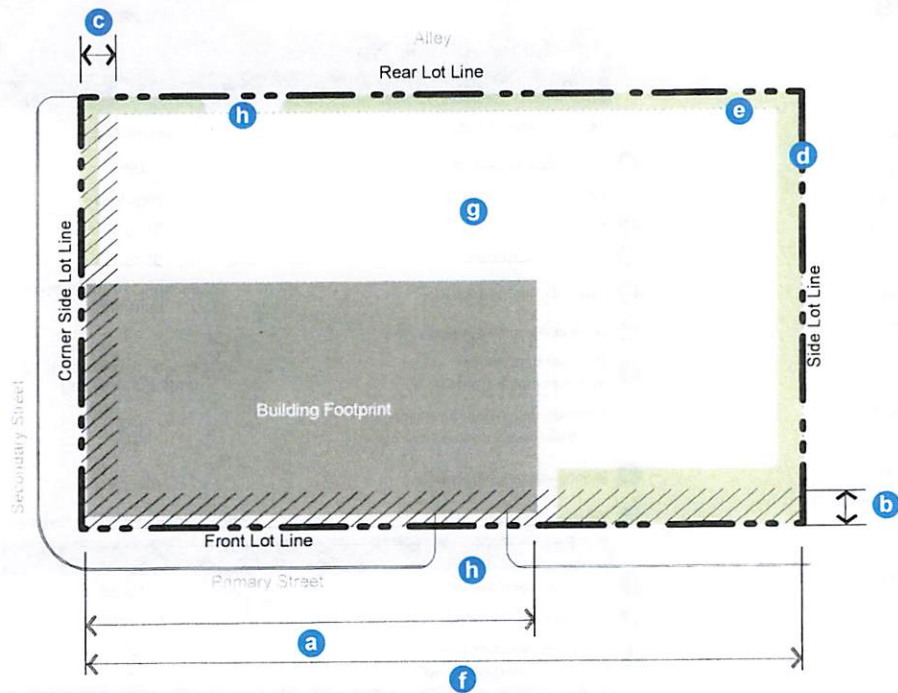 c
Alley
Rear Lot Line
h
e
d
g
Corner Side Lot Line
Side Lot Line
Building Footprint
Secondary Street
b
Front Lot Line
h
Primary Street
a
f